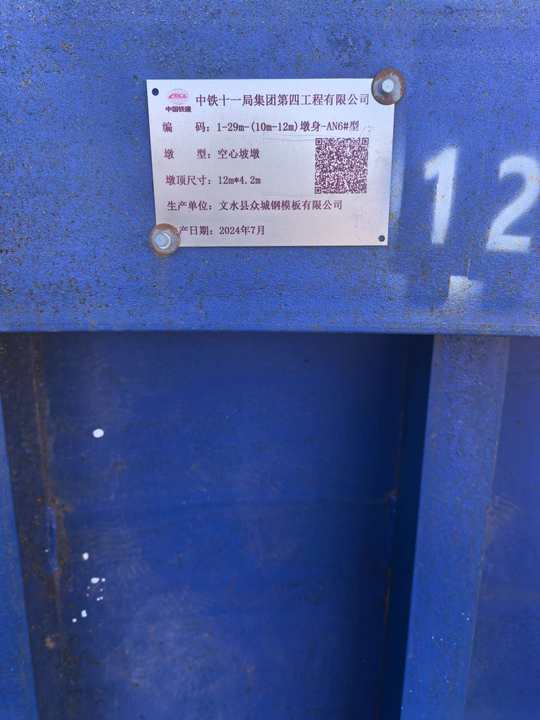 中铁十一局集团第四工程有限公司
中国铁建
编 码：1-29m-(10m-12m)墩身-AN6#型
墩 型：空心坡墩
墩顶尺寸：12m*4.2m
生产单位：文水县众城钢模板有限公司
产日期：2024年7月
12